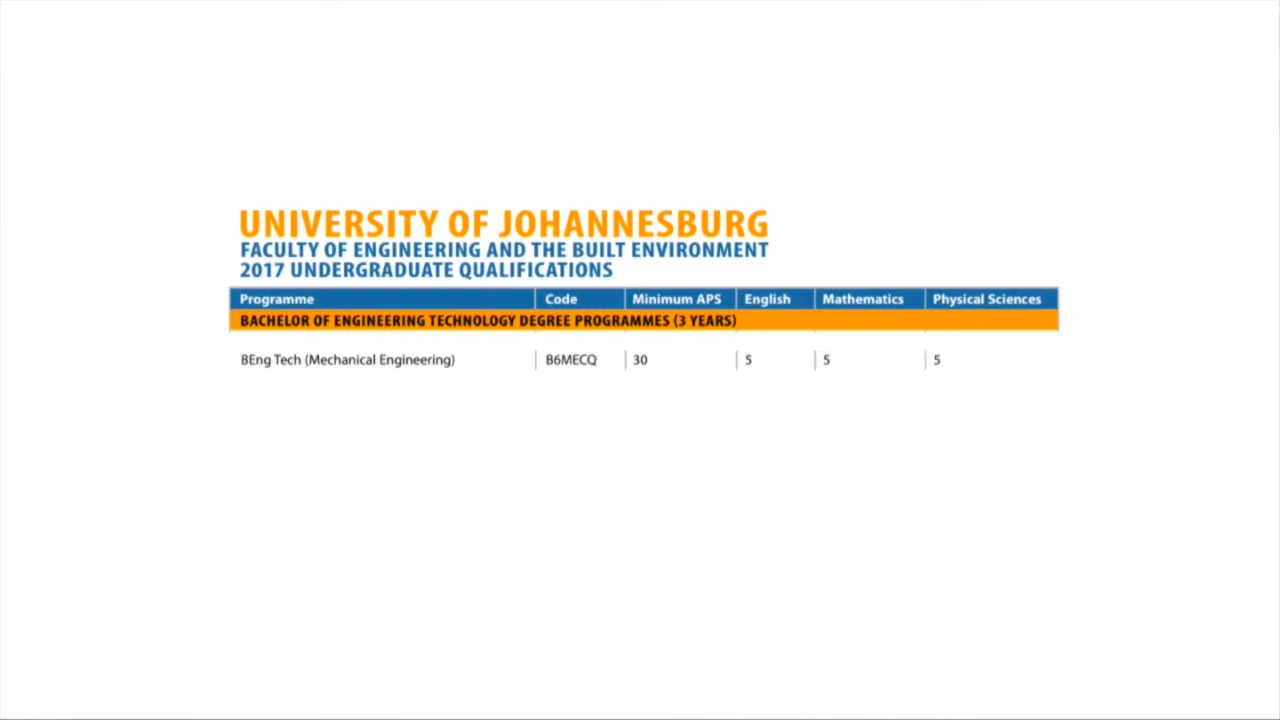 UNIVERSITY OF JOHANNESBURG
FACULTY OF ENGINEERING AND THE BUILT ENVIRONMENT
2017 UNDERGRADUATE QUALIFICATIONS
Programme Code Minimum APS English Mathematics Physical Sciences
BACHELOR OF ENGINEERING TECHNOLOGY DEGREE PROGRAMMES (3 YEARS)
BEng Tech (Mechanical Engineering) B6MECQ 30 5 5 5